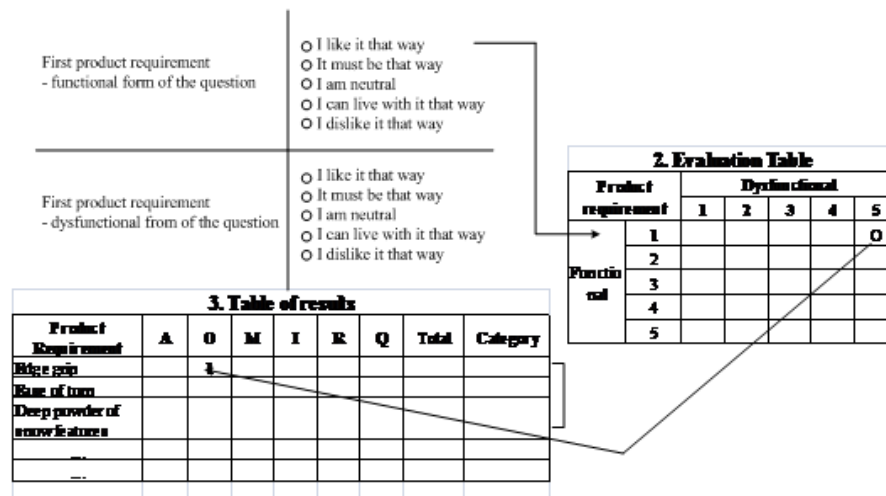 First product requirement
- functional form of the question
O I like it that way
O It must be that way
O I am neutral
O I can live with it that way
O I dislike it that way
First product requirement
- dysfunctional from of the question
O I like it that way
O It must be that way
O I am neutral
O I can live with it that way
O I dislike it that way
2. Evaluation Table
Product requirement
Dysfunctional
1 2 3 4 5
Functio
nal
1 O
2
3
4
5
3. Table of results
Product
Requirement A O M I R Q Total Category
Edge grip 1
Ease of turn
Deep powder of
snow features
....
....